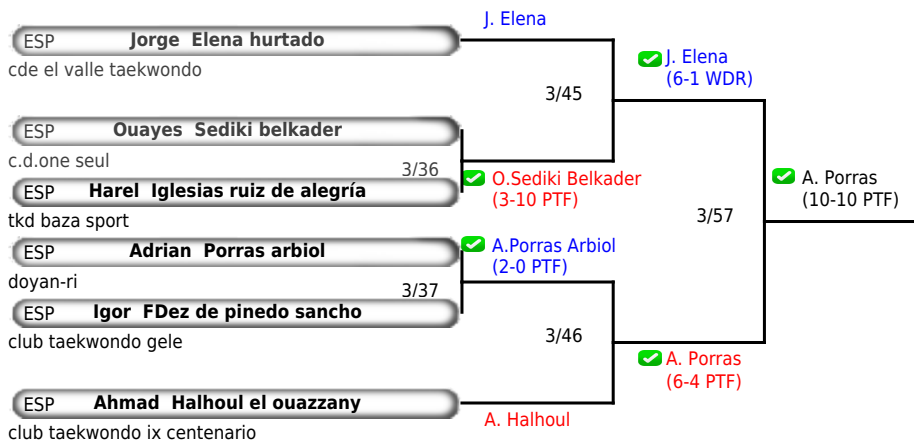 J. Elena
ESP Jorge Elena hurtado
cde el valle taekwondo
J. Elena
(6-1 WDR)
3/45
ESP Ouayes Sediki belkader
c.d.one seul
3/36
O.Sediki Belkader
(3-10 PTF)
ESP Harel Iglesias ruiz de alegría
tkd baza sport
A. Porras
(10-10 PTF)
3/57
ESP Adrian Porras arbiol
doyan-ri
A.Porras Arbiol
(2-0 PTF)
3/37
ESP Igor FDez de pinedo sancho
club taekwondo gele
3/46
A. Porras
(6-4 PTF)
ESP Ahmad Halhoul el ouazzany
club taekwondo ix centenario
A. Halhoul